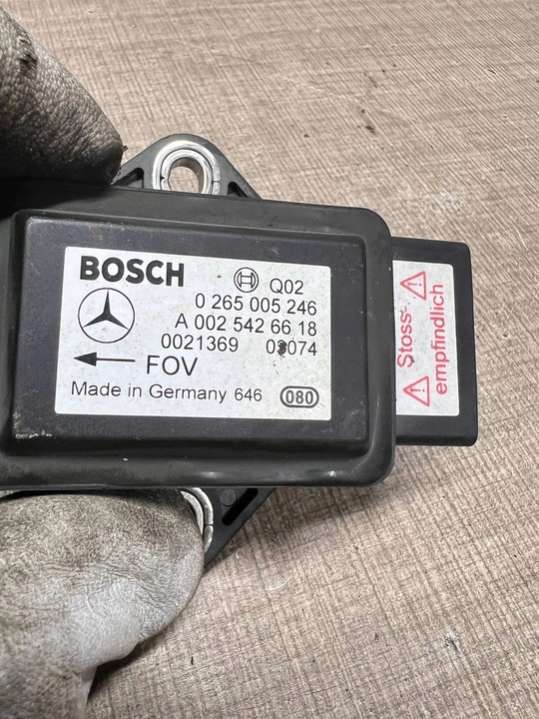 BOSCH Q02
0 265 005 246
A 002 542 66 18
0021369 03074
FOV
Made in Germany 646 080
Stoss-
empfindlich